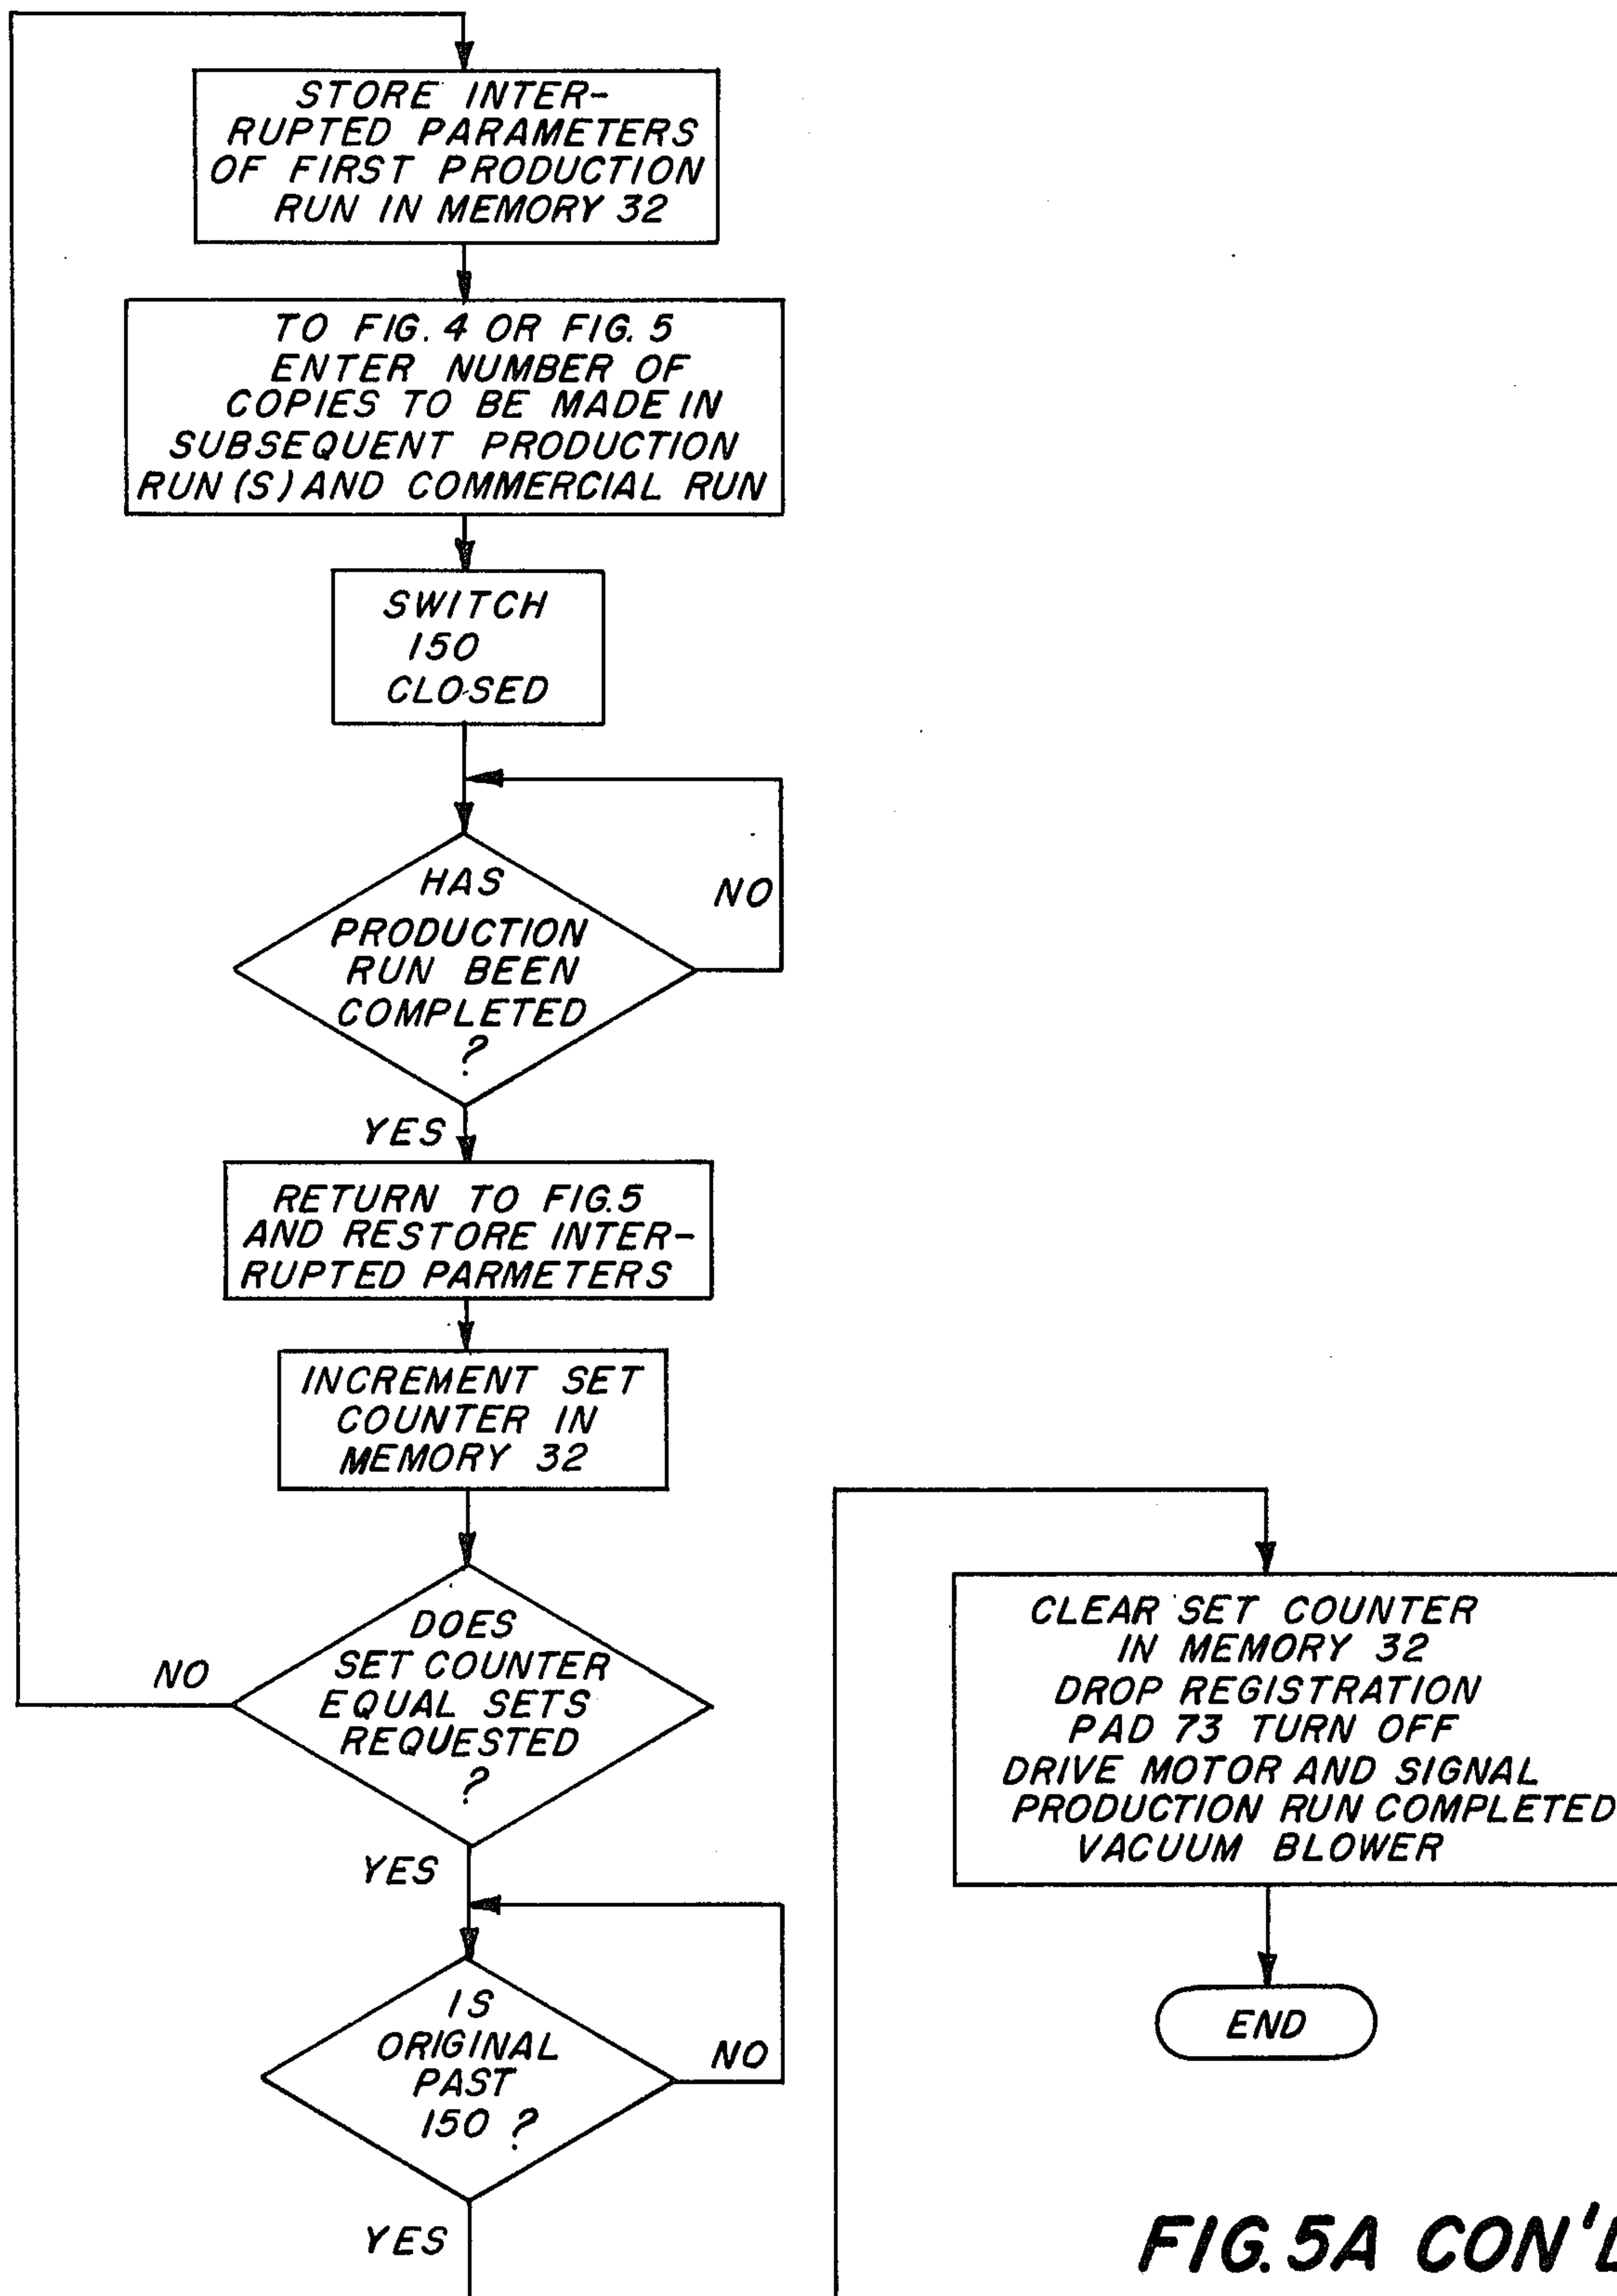 STORE INTER-
RUPTED PARAMETERS
OF FIRST PRODUCTION
RUN IN MEMORY 32
TO FIG. 4 OR FIG. 5
ENTER NUMBER OF
COPIES TO BE MADE IN
SUBSEQUENT PRODUCTION
RUN (S) AND COMMERCIAL RUN
SWITCH
150
CLOSED
HAS
PRODUCTION
RUN BEEN
COMPLETED
?
NO
YES
RETURN TO FIG.5
AND RESTORE INTER-
RUPTED PARMETERS
INCREMENT SET
COUNTER IN
MEMORY 32
DOES
SET COUNTER
EQUAL SETS
REQUESTED
?
NO
YES
IS
ORIGINAL
PAST
150 ?
NO
YES
CLEAR SET COUNTER
IN MEMORY 32
DROP REGISTRATION
PAD 73 TURN OFF
DRIVE MOTOR AND SIGNAL
PRODUCTION RUN COMPLETED
VACUUM BLOWER
END
FIG. 5A CON'D